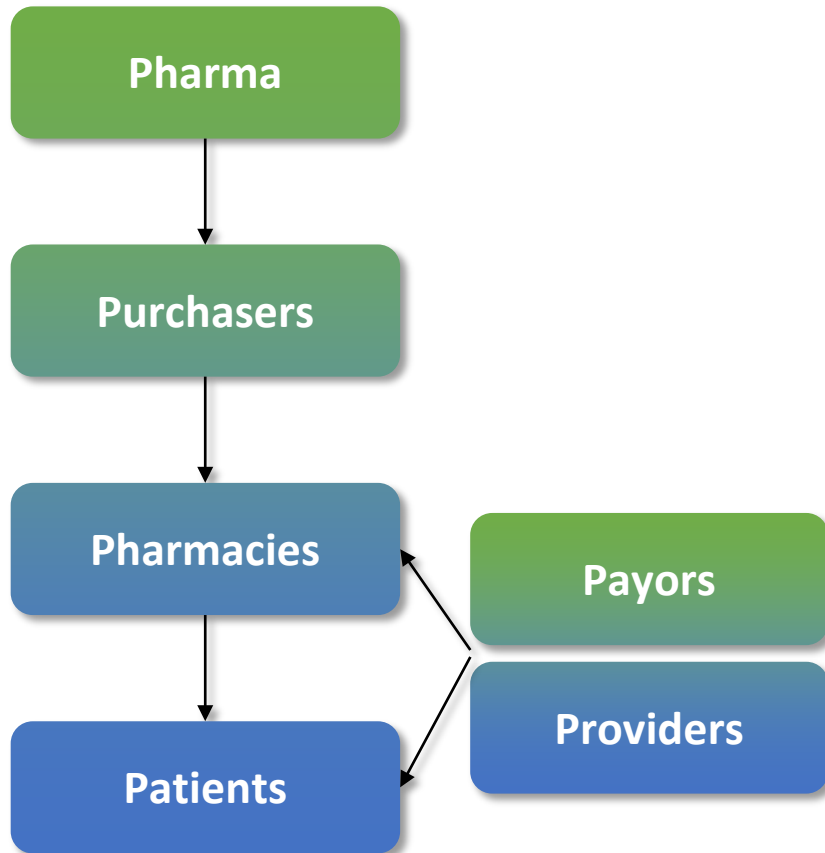 Pharma
Purchasers
Pharmacies
Payors
Providers
Patients